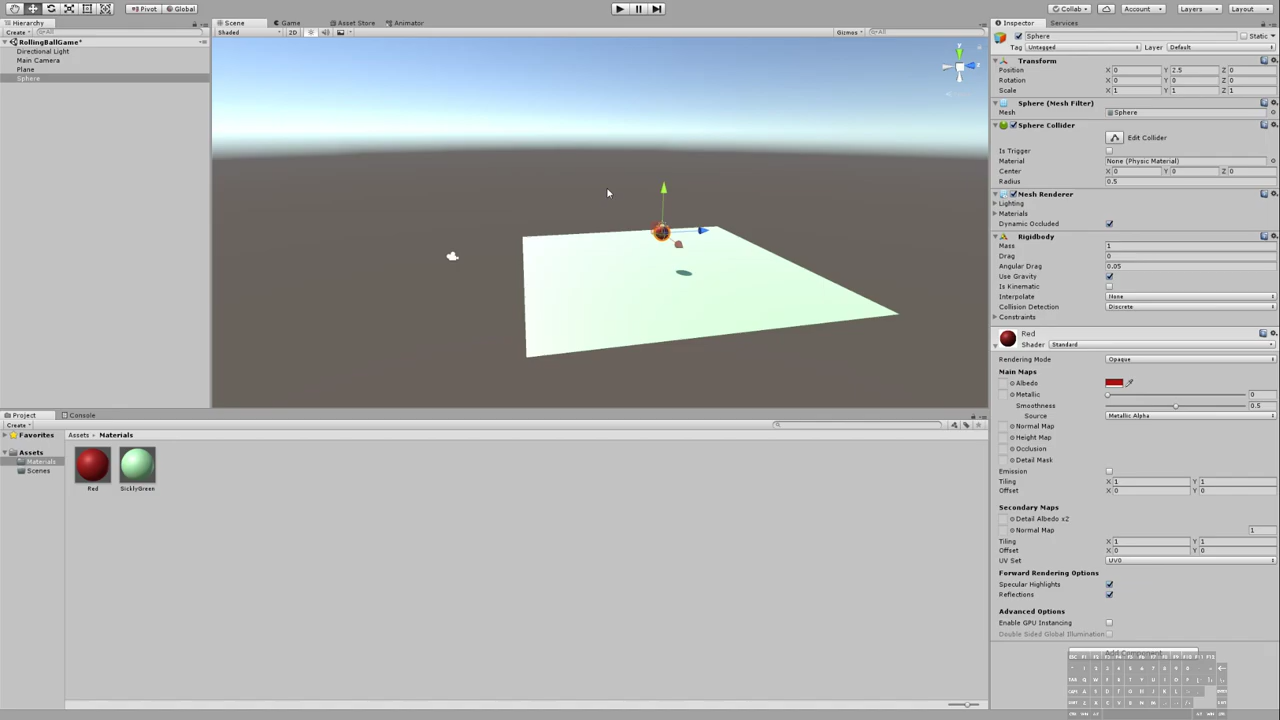 Pivot Global Collab Account Layers Layout
Hierarchy
Create All
RollingBallGame*
Directional Light
Main Camera
Plane
Sphere
Scene Game Asset Store Animator
Shaded 2D Gizmos All
Inspector Services
Sphere Static
Tag Untagged Layer Default
Transform
Position X 0 Y 2.5 Z 0
Rotation X 0 Y 0 Z 0
Scale X 1 Y 1 Z 1
Sphere (Mesh Filter)
Mesh Sphere
Sphere Collider
Edit Collider
Is Trigger
Material None (Physic Material)
Center X 0 Y 0 Z 0
Radius 0.5
Mesh Renderer
Lighting
Materials
Dynamic Occluded
Rigidbody
Mass 1
Drag 0
Angular Drag 0.05
Use Gravity
Is Kinematic
Interpolate None
Collision Detection Discrete
Constraints
Red
Shader Standard
Rendering Mode Opaque
Main Maps
Albedo
Metallic 0
Smoothness 0.5
Source Metallic Alpha
Normal Map
Height Map
Occlusion
Detail Mask
Emission
Tiling X 1 Y 1
Offset X 0 Y 0
Secondary Maps
Detail Albedo x2
Normal Map 1
Tiling X 1 Y 1
Offset X 0 Y 0
UV Set UV0
Forward Rendering Options
Specular Highlights
Reflections
Advanced Options
Enable GPU Instancing
Double Sided Global Illumination
Add Component
Project Console
Create
Favorites
Assets
Materials
Scenes
Assets Materials
Red SicklyGreen